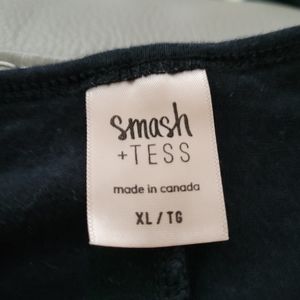 smash
+TESS
made in canada
XL / TG